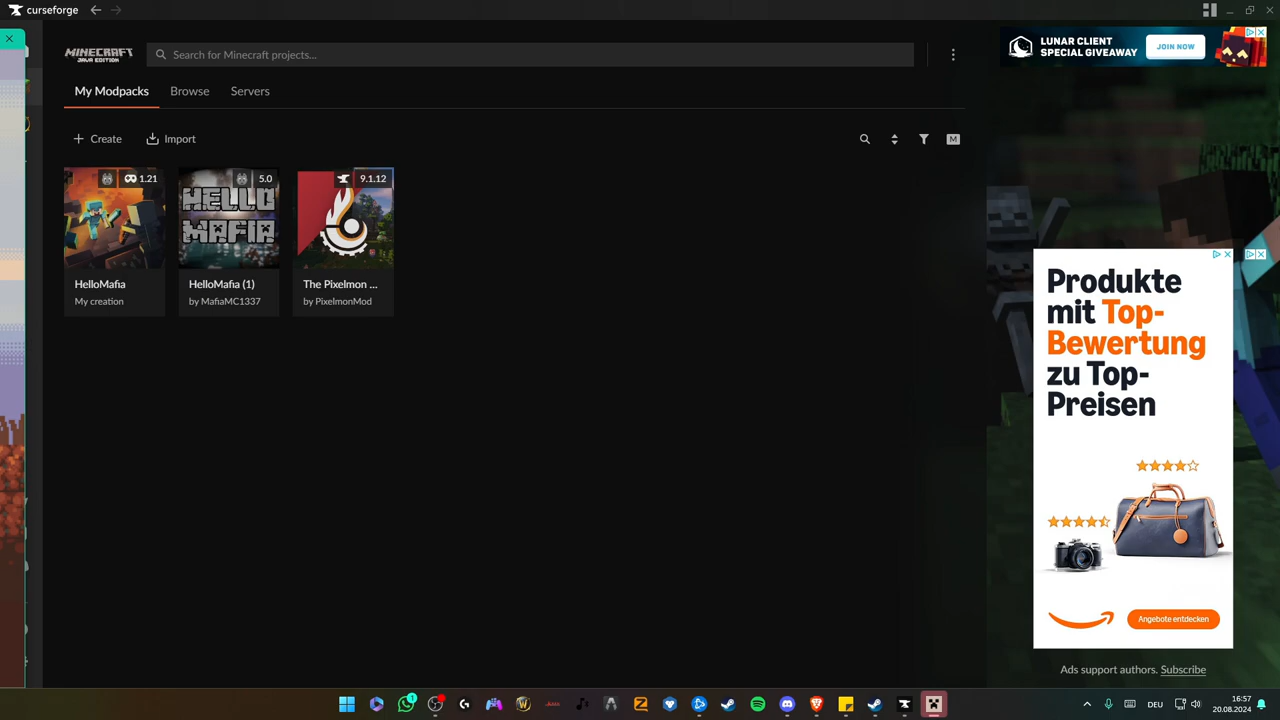 curseforge
MINECRAFT
JAVA EDITION
Search for Minecraft projects...
LUNAR CLIENT
SPECIAL GIVEAWAY
JOIN NOW
My Modpacks
Browse
Servers
Create
Import
M
1.21
5.0
9.1.12
HELLO
MAFIA
HelloMafia
My creation
HelloMafia (1)
by MafiaMC1337
The Pixelmon ...
by PixelmonMod
Produkte
mit Top-
Bewertung
zu Top-
Preisen
Angebote entdecken
Ads support authors. Subscribe
1
DEU
16:57
20.08.2024